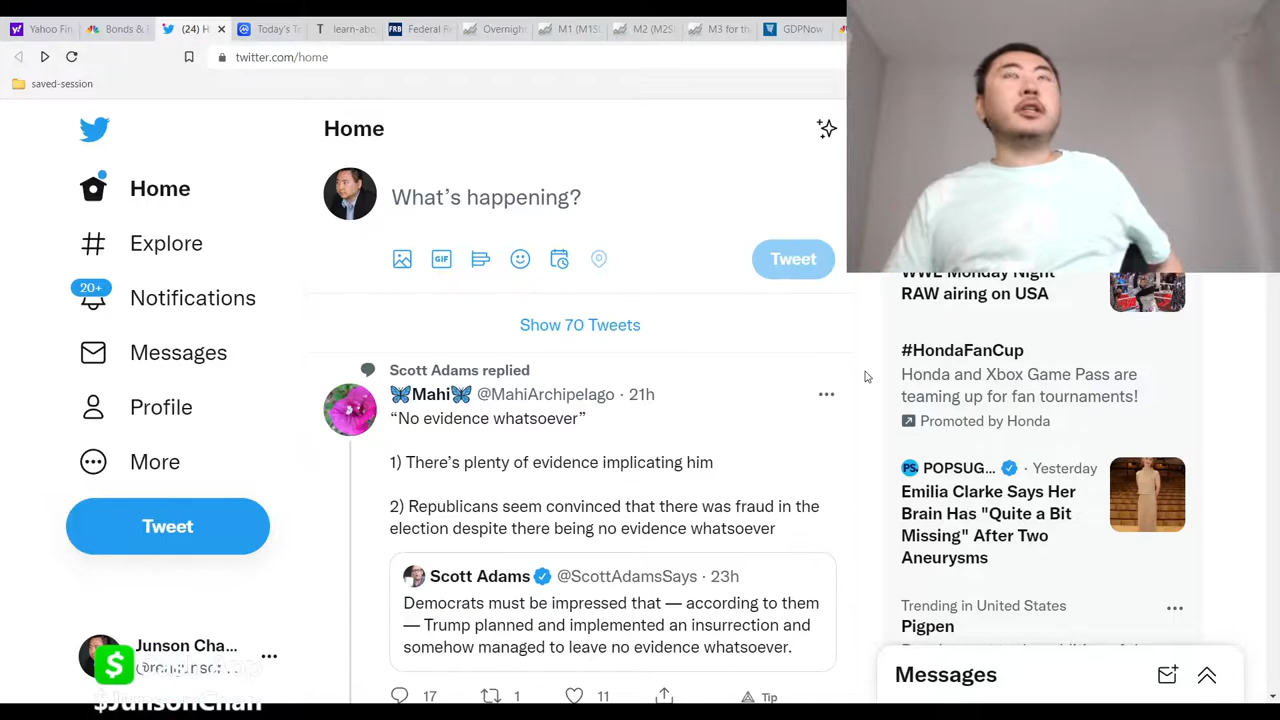 Yahoo Fin
Bonds &
(24) H
Today's Tr
learn-abo
FRB
Federal R
Overnigh
M1 (M1S
M2 (M2S
M3 for th
GDPNow
twitter.com/home
saved-session
Home
Explore
20+
Notifications
Messages
Profile
More
Tweet
Junson Cha...
$JunsonChan
Home
What's happening?
GIF
Tweet
Show 70 Tweets
Scott Adams replied
🦋Mahi🦋 @MahiArchipelago · 21h
“No evidence whatsoever”
1) There's plenty of evidence implicating him
2) Republicans seem convinced that there was fraud in the
election despite there being no evidence whatsoever
Scott Adams @ScottAdamsSays · 23h
Democrats must be impressed that — according to them
— Trump planned and implemented an insurrection and
somehow managed to leave no evidence whatsoever.
17 1 11 Tip
WWE Monday Night
RAW airing on USA
#HondaFanCup
Honda and Xbox Game Pass are
teaming up for fan tournaments!
Promoted by Honda
PS. POPSUG... · Yesterday
Emilia Clarke Says Her
Brain Has "Quite a Bit
Missing" After Two
Aneurysms
Trending in United States
Pigpen
Messages